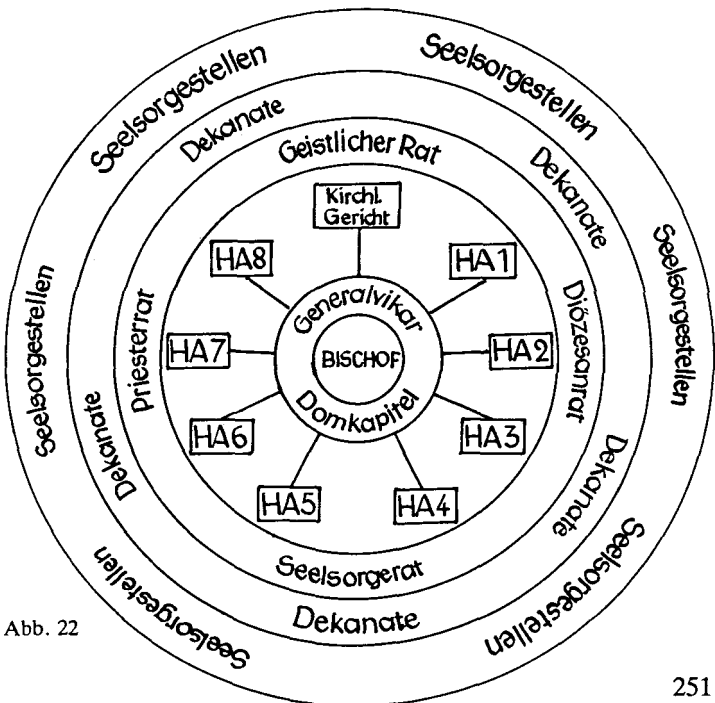 Seelsorgestellen
Seelsorgestellen
Dekanate
Geistlicher Rat
Dekanate
Kirchl.
Gericht
HA8
HA1
Seelsorgestellen
Seelsorgestellen
Priesterrat
Generalvikar
Diözesanrat
HA7
BISCHOF
HA2
Domkapitel
HA6
HA3
Dekanate
Dekanate
HA5
HA4
Seelsorgerat
Seelsorgestellen
Dekanate
Seelsorgestellen
Abb. 22
251